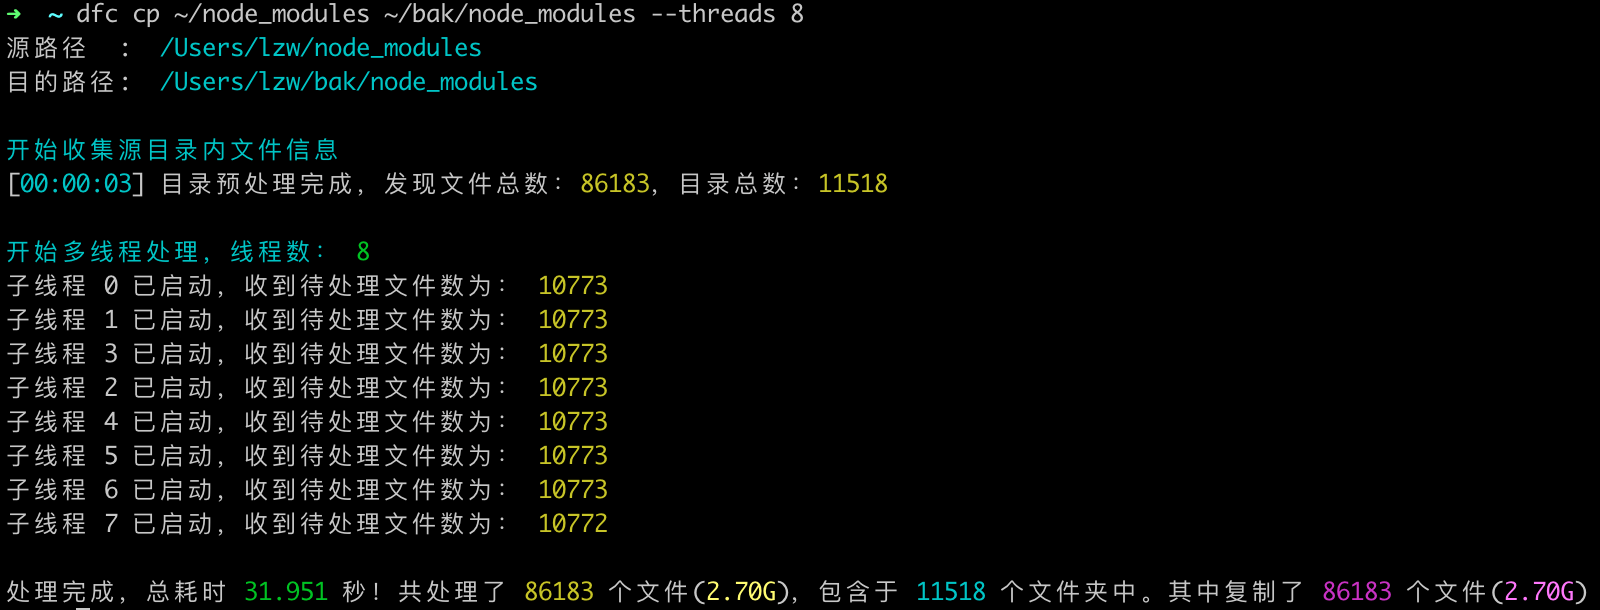 ➜  ~ dfc cp ~/node_modules ~/bak/node_modules --threads 8
源路径 ： /Users/lzw/node_modules
目的路径： /Users/lzw/bak/node_modules
开始收集源目录内文件信息
[00:00:03] 目录预处理完成，发现文件总数：86183，目录总数：11518
开始多线程处理，线程数： 8
子线程 0 已启动，收到待处理文件数为： 10773
子线程 1 已启动，收到待处理文件数为： 10773
子线程 3 已启动，收到待处理文件数为： 10773
子线程 2 已启动，收到待处理文件数为： 10773
子线程 4 已启动，收到待处理文件数为： 10773
子线程 5 已启动，收到待处理文件数为： 10773
子线程 6 已启动，收到待处理文件数为： 10773
子线程 7 已启动，收到待处理文件数为： 10772
处理完成，总耗时 31.951 秒！共处理了 86183 个文件(2.70G)，包含于 11518 个文件夹中。其中复制了 86183 个文件(2.70G)